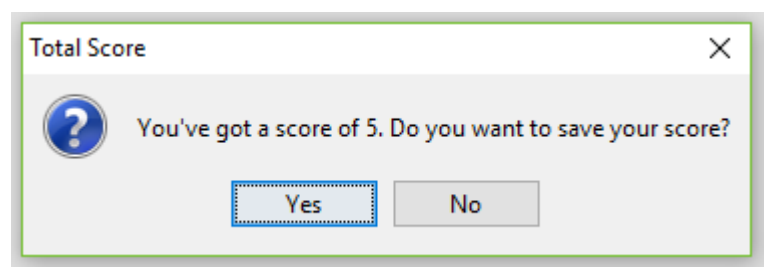 Total Score
You've got a score of 5. Do you want to save your score?
Yes No